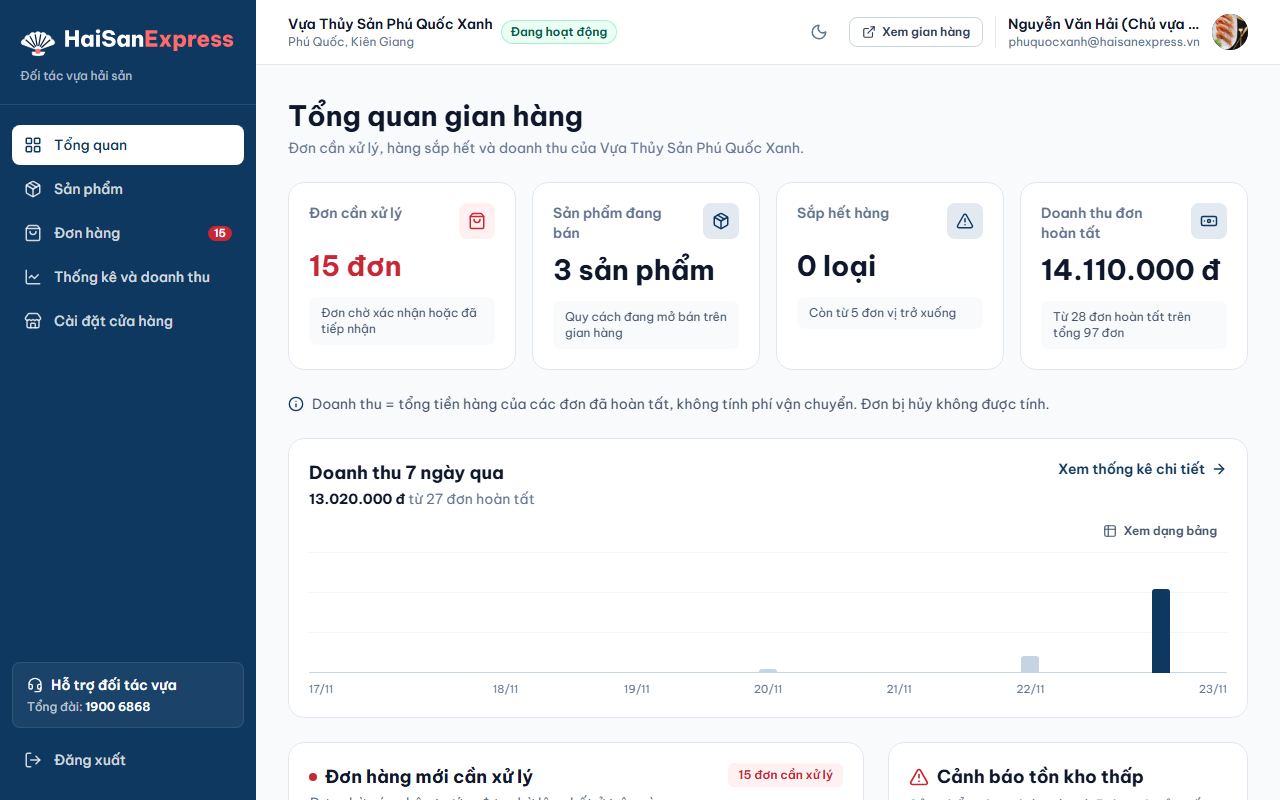 HaiSanExpress
Đối tác vựa hải sản
Tổng quan
Sản phẩm
Đơn hàng
15
Thống kê và doanh thu
Cài đặt cửa hàng
Hỗ trợ đối tác vựa
Tổng đài: 1900 6868
Đăng xuất
Vựa Thủy Sản Phú Quốc Xanh
Phú Quốc, Kiên Giang
Đang hoạt động
Xem gian hàng
Nguyễn Văn Hải (Chủ vựa ...
phuquocxanh@haisanexpress.vn
Tổng quan gian hàng
Đơn cần xử lý, hàng sắp hết và doanh thu của Vựa Thủy Sản Phú Quốc Xanh.
Đơn cần xử lý
15 đơn
Đơn chờ xác nhận hoặc đã
tiếp nhận
Sản phẩm đang
bán
3 sản phẩm
Quy cách đang mở bán trên
gian hàng
Sắp hết hàng
0 loại
Còn từ 5 đơn vị trở xuống
Doanh thu đơn
hoàn tất
14.110.000 đ
Từ 28 đơn hoàn tất trên
tổng 97 đơn
Doanh thu = tổng tiền hàng của các đơn đã hoàn tất, không tính phí vận chuyển. Đơn bị hủy không được tính.
Doanh thu 7 ngày qua
13.020.000 đ từ 27 đơn hoàn tất
Xem thống kê chi tiết
Xem dạng bảng
17/11
18/11
19/11
20/11
21/11
22/11
23/11
Đơn hàng mới cần xử lý
15 đơn cần xử lý
Cảnh báo tồn kho thấp